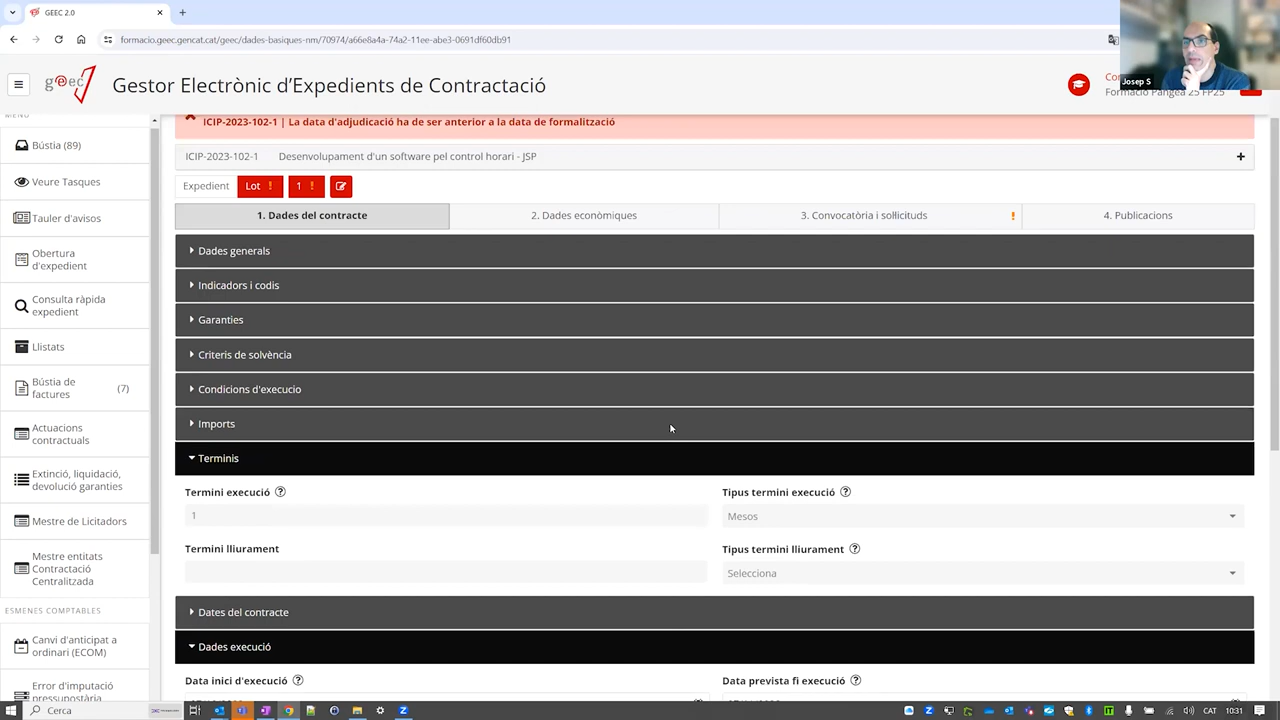 GEEC 2.0
formacio.geec.gencat.cat/geec/dades-basiques-nm/70974/a66e8a4a-74a2-11ee-abe3-0691df60db91
geec
Gestor Electrònic d'Expedients de Contractació
Formació Pangea 25 FP25
Josep S
MENÚ
Bústia (89)
Veure Tasques
Tauler d'avisos
Obertura
d'expedient
Consulta ràpida
expedient
Llistats
Bústia de
factures
(7)
Actuacions
contractuals
Extinció, liquidació,
devolució garanties
Mestre de Licitadors
Mestre entitats
Contractació
Centralitzada
ESMENES COMPTABLES
Canvi d'anticipat a
ordinari (ECOM)
Error d'imputació
pressupostària
ICIP-2023-102-1 | La data d'adjudicació ha de ser anterior a la data de formalització
ICIP-2023-102-1 Desenvolupament d'un software pel control horari - JSP
Expedient Lot ! 1 !
1. Dades del contracte 2. Dades econòmiques 3. Convocatòria i sol·licituds ! 4. Publicacions
Dades generals
Indicadors i codis
Garanties
Criteris de solvència
Condicions d'execucio
Imports
Terminis
Termini execució ? Tipus termini execució ?
1 Mesos
Termini lliurament Tipus termini lliurament ?
Selecciona
Dates del contracte
Dades execució
Data inici d'execució ? Data prevista fi execució ?
Cerca
CAT 10:31